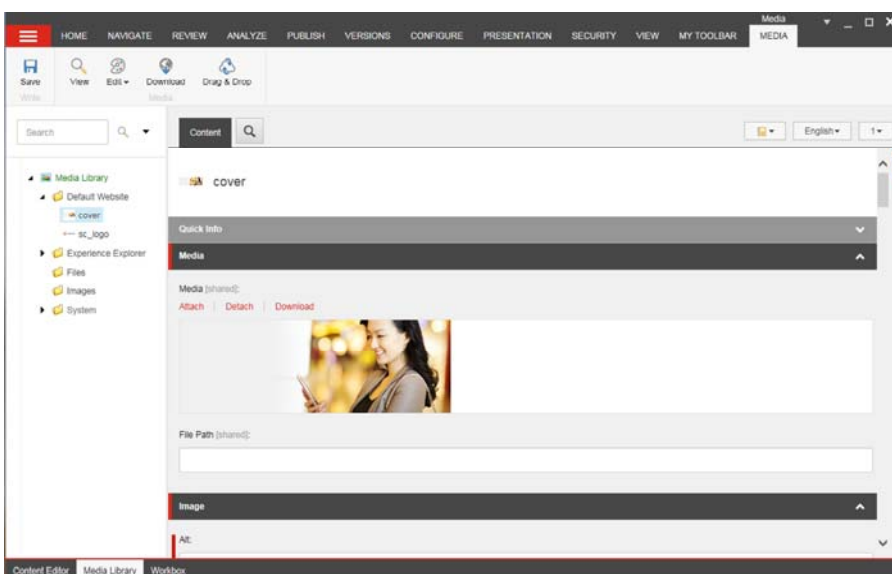 Media
HOME NAVIGATE REVIEW ANALYZE PUBLISH VERSIONS CONFIGURE PRESENTATION SECURITY VIEW MY TOOLBAR MEDIA
Save View Edit Download Drag & Drop
Write Media
Search
Content
English 1
Media Library
Default Website
cover
sc_logo
Experience Explorer
Files
Images
System
cover
Quick Info
Media
Media [shared]:
Attach Detach Download
File Path [shared]:
Image
Alt:
Content Editor Media Library Workbox